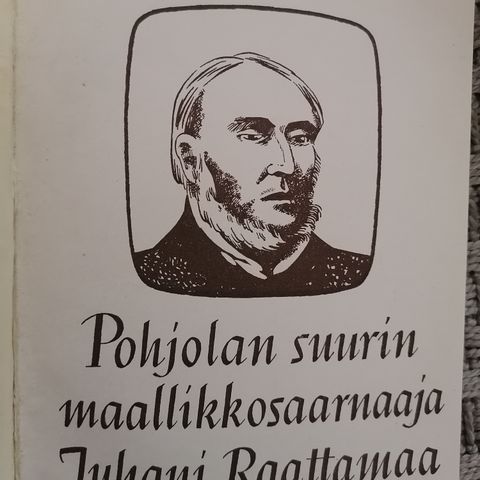 Pohjolan suurin
maallikkosaarnaaja
Juhani Raattamaa